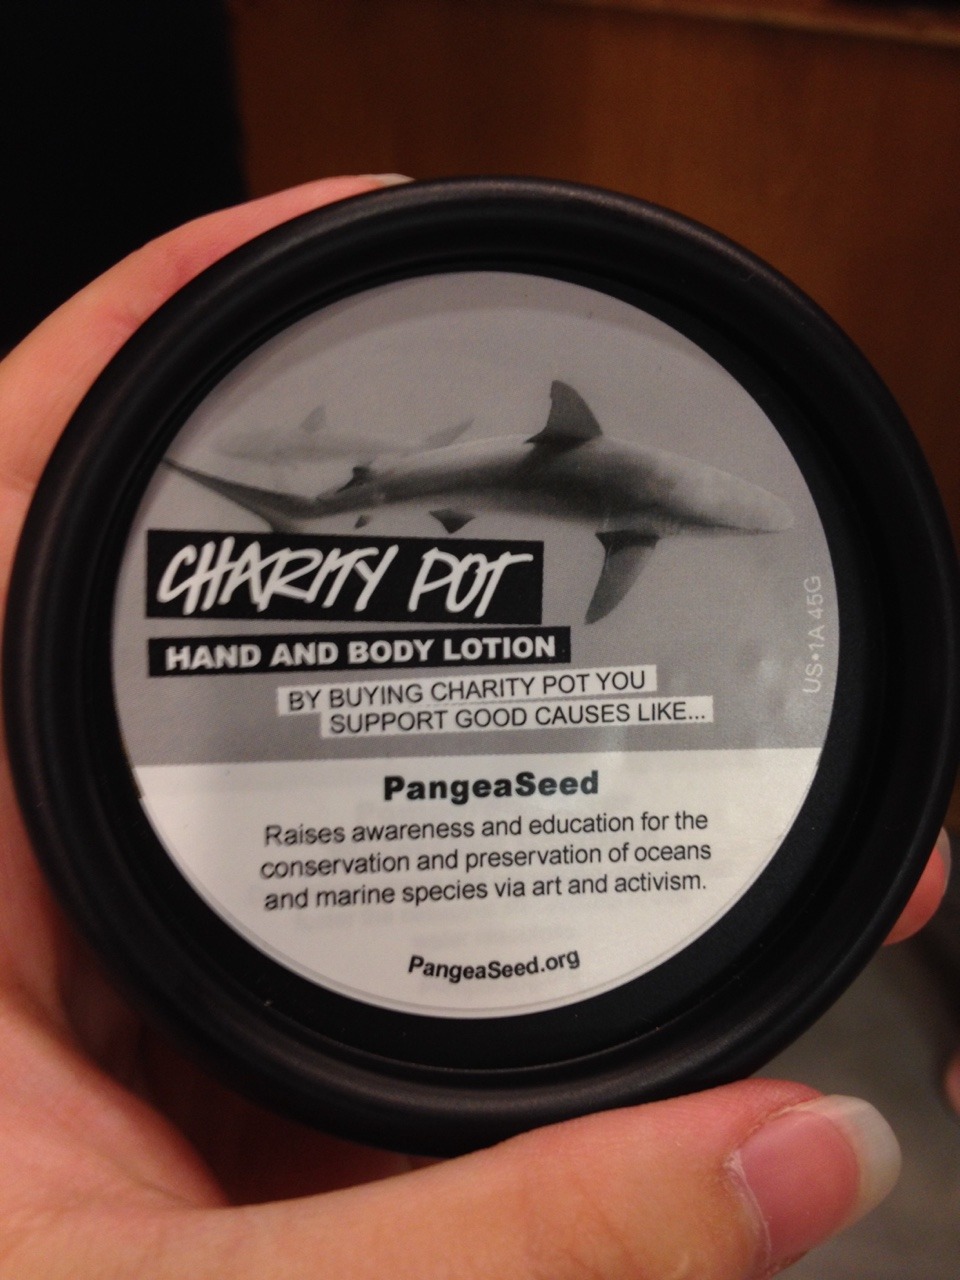 CHARITY POT
HAND AND BODY LOTION
BY BUYING CHARITY POT YOU
SUPPORT GOOD CAUSES LIKE...
US•1A 45G
PangeaSeed
Raises awareness and education for the
conservation and preservation of oceans
and marine species via art and activism.
PangeaSeed.org